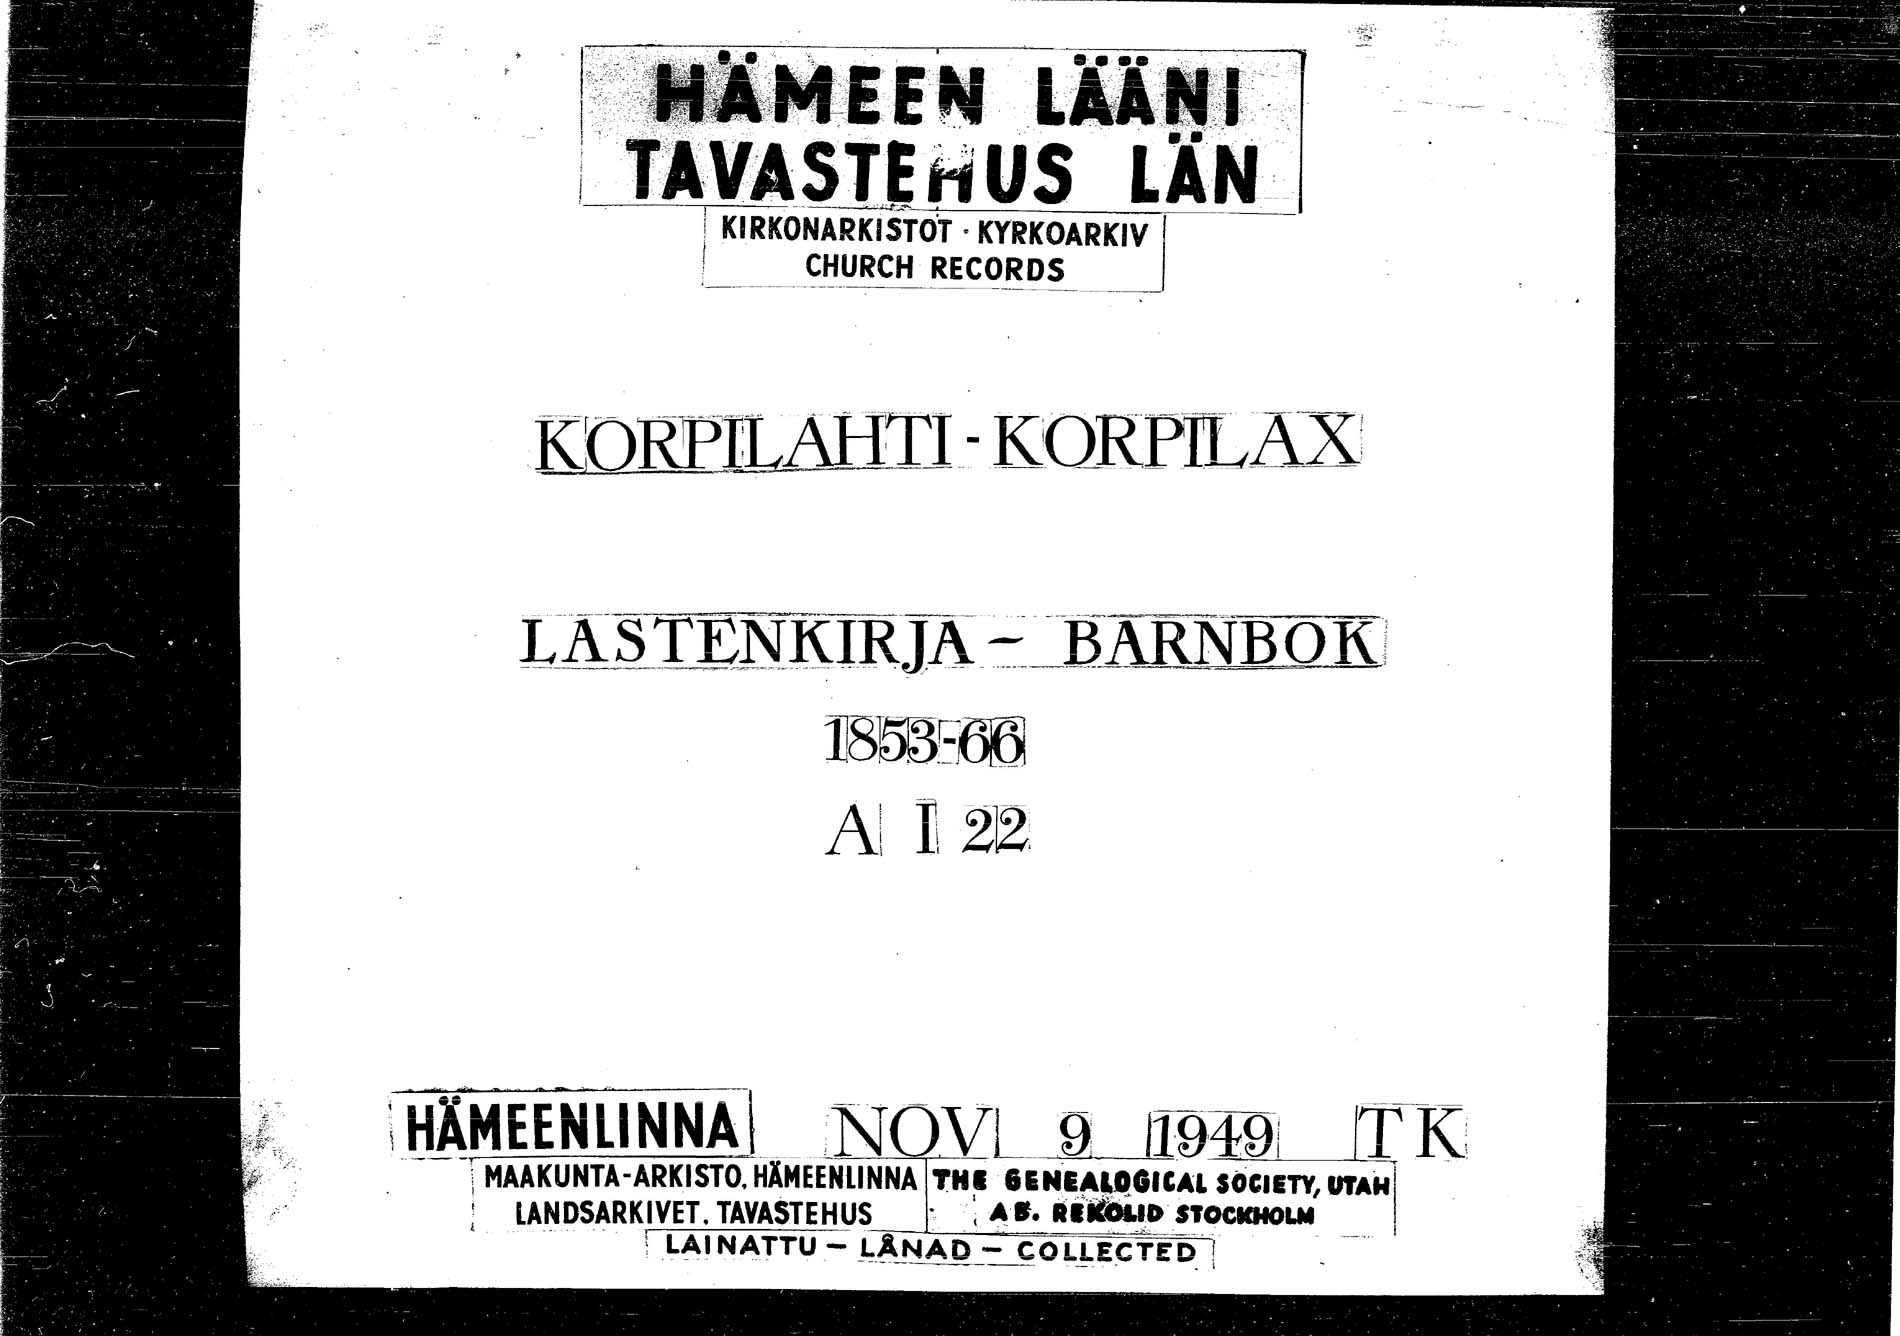 HÄMEEN LÄÄNI
TAVASTEHUS LÄN
KIRKONARKISTOT · KYRKOARKIV
CHURCH RECORDS
KORPILAHTI - KORPILAX
LASTENKIRJA - BARNBOK
1853-66
A I 22
HÄMEENLINNA NOV 9 1949 TK
MAAKUNTA-ARKISTO, HÄMEENLINNA THE GENEALOGICAL SOCIETY, UTAH
LANDSARKIVET, TAVASTEHUS AB. REKOLID STOCKHOLM
LAINATTU - LÅNAD - COLLECTED